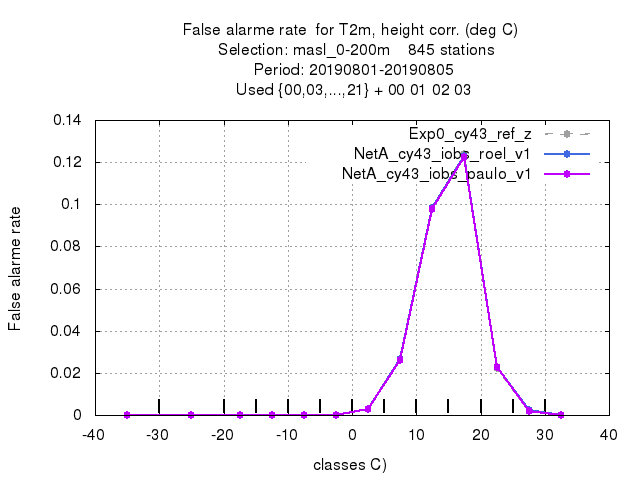 False alarme rate  for T2m, height corr. (deg C)
Selection: masl_0-200m    845 stations
Period: 20190801-20190805
Used {00,03,...,21} + 00 01 02 03
Exp0_cy43_ref_z
NetA_cy43_iobs_roel_v1
NetA_cy43_iobs_paulo_v1
False alarme rate
0.14
0.12
0.1
0.08
0.06
0.04
0.02
0
-40 -30 -20 -10 0 10 20 30 40
classes C)